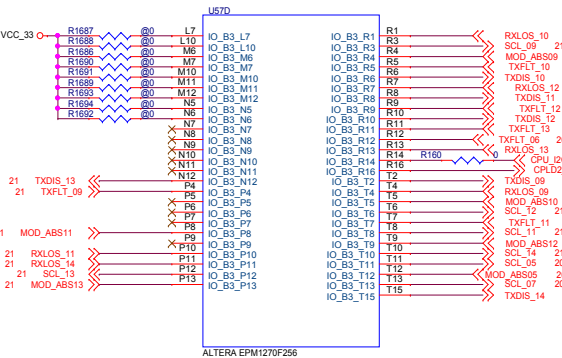 U57D
VCC_33 R1687 @0 L7 IO_B3_L7 IO_B3_R1 R1 RXLOS_10
R1688 @0 L10 IO_B3_L10 IO_B3_R3 R3 SCL_09 21
R1686 @0 M6 IO_B3_M6 IO_B3_R4 R4 MOD_ABS09
R1690 @0 M7 IO_B3_M7 IO_B3_R5 R5 TXFLT_10
R1691 @0 M10 IO_B3_M10 IO_B3_R6 R6 TXDIS_10
R1689 @0 M11 IO_B3_M11 IO_B3_R7 R7 RXLOS_12
R1693 @0 M12 IO_B3_M12 IO_B3_R8 R8 TXDIS_11
R1694 @0 N5 IO_B3_N5 IO_B3_R9 R9 TXFLT_12
R1692 @0 N6 IO_B3_N6 IO_B3_R10 R10 TXDIS_12
N7 IO_B3_N7 IO_B3_R11 R11 TXFLT_13
N8 IO_B3_N8 IO_B3_R12 R12 TXFLT_06
N9 IO_B3_N9 IO_B3_R13 R13 RXLOS_13
N10 IO_B3_N10 IO_B3_R14 R14 R160 0
N11 IO_B3_N11 IO_B3_R16 R16
21 TXDIS_13 N12 IO_B3_N12 IO_B3_T2 T2 TXDIS_09
21 TXFLT_09 P4 IO_B3_P4 IO_B3_T4 T4 RXLOS_09
P5 IO_B3_P5 IO_B3_T5 T5 MOD_ABS10
P6 IO_B3_P6 IO_B3_T6 T6 SCL_12 21
P7 IO_B3_P7 IO_B3_T7 T7 TXFLT_11
MOD_ABS11 P8 IO_B3_P8 IO_B3_T8 T8 SCL_11 21
P9 IO_B3_P9 IO_B3_T9 T9 MOD_ABS12
21 RXLOS_11 P10 IO_B3_P10 IO_B3_T10 T10 SCL_14 21
21 RXLOS_14 P11 IO_B3_P11 IO_B3_T11 T11 SCL_05
21 SCL_13 P12 IO_B3_P12 IO_B3_T12 T12 MOD_ABS05
21 MOD_ABS13 P13 IO_B3_P13 IO_B3_T13 T13 SCL_07
IO_B3_T15 T15 TXDIS_14
ALTERA EPM1270F256